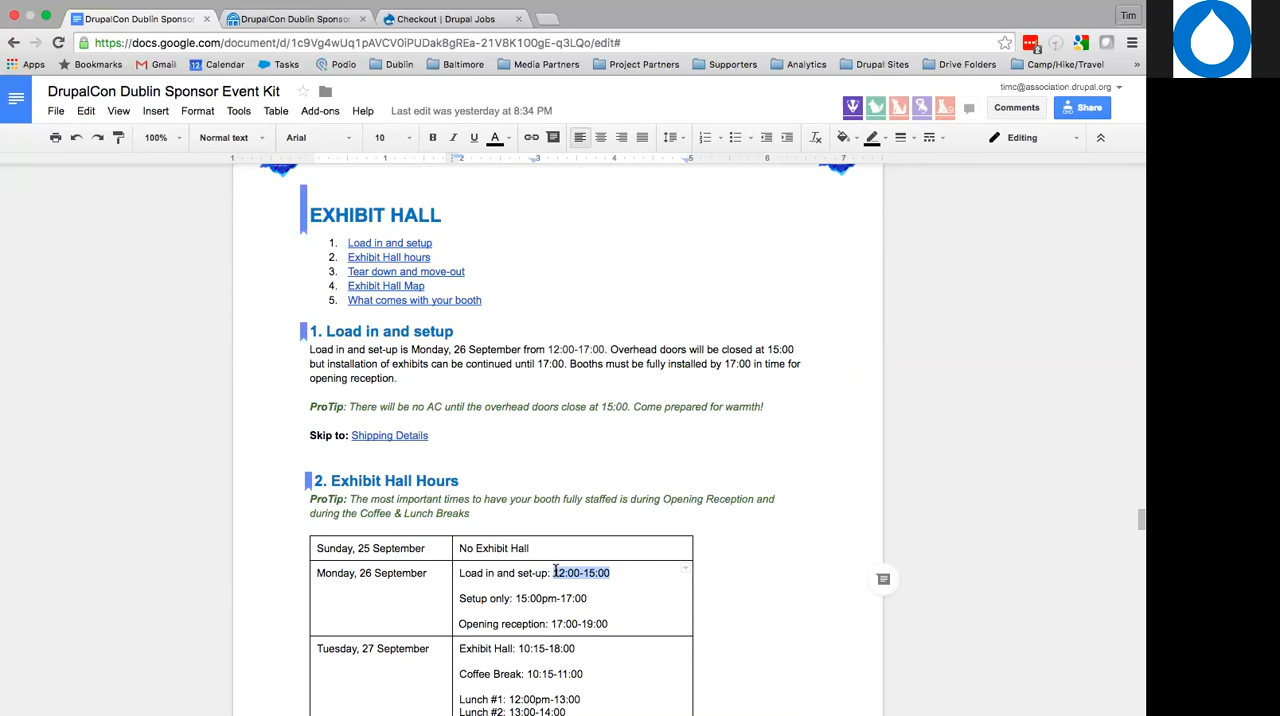 DrupalCon Dublin Sponsor
DrupalCon Dublin Sponsor
Checkout | Drupal Jobs
Tim
https://docs.google.com/document/d/1c9Vg4wUq1pAVCV0iPUDak8gREa-21V8K1O0gE-q3LQo/edit#
2
Apps
Bookmarks
Gmail
12
Calendar
Tasks
Podio
Dublin
Baltimore
Media Partners
Project Partners
Supporters
Analytics
Drupal Sites
Drive Folders
Camp/Hike/Travel
»
DrupalCon Dublin Sponsor Event Kit
timc@association.drupal.org
File Edit View Insert Format Tools Table Add-ons Help Last edit was yesterday at 8:34 PM
Comments
Share
100% Normal text Arial 10 B I U A Editing
1 1 2 3 4 5 6 7
EXHIBIT HALL
1. Load in and setup
2. Exhibit Hall hours
3. Tear down and move-out
4. Exhibit Hall Map
5. What comes with your booth
1. Load in and setup
Load in and set-up is Monday, 26 September from 12:00-17:00. Overhead doors will be closed at 15:00
but installation of exhibits can be continued until 17:00. Booths must be fully installed by 17:00 in time for
opening reception.
ProTip: There will be no AC until the overhead doors close at 15:00. Come prepared for warmth!
Skip to: Shipping Details
2. Exhibit Hall Hours
ProTip: The most important times to have your booth fully staffed is during Opening Reception and
during the Coffee & Lunch Breaks
Sunday, 25 September
No Exhibit Hall
Monday, 26 September
Load in and set-up: 12:00-15:00
Setup only: 15:00pm-17:00
Opening reception: 17:00-19:00
Tuesday, 27 September
Exhibit Hall: 10:15-18:00
Coffee Break: 10:15-11:00
Lunch #1: 12:00pm-13:00
Lunch #2: 13:00-14:00